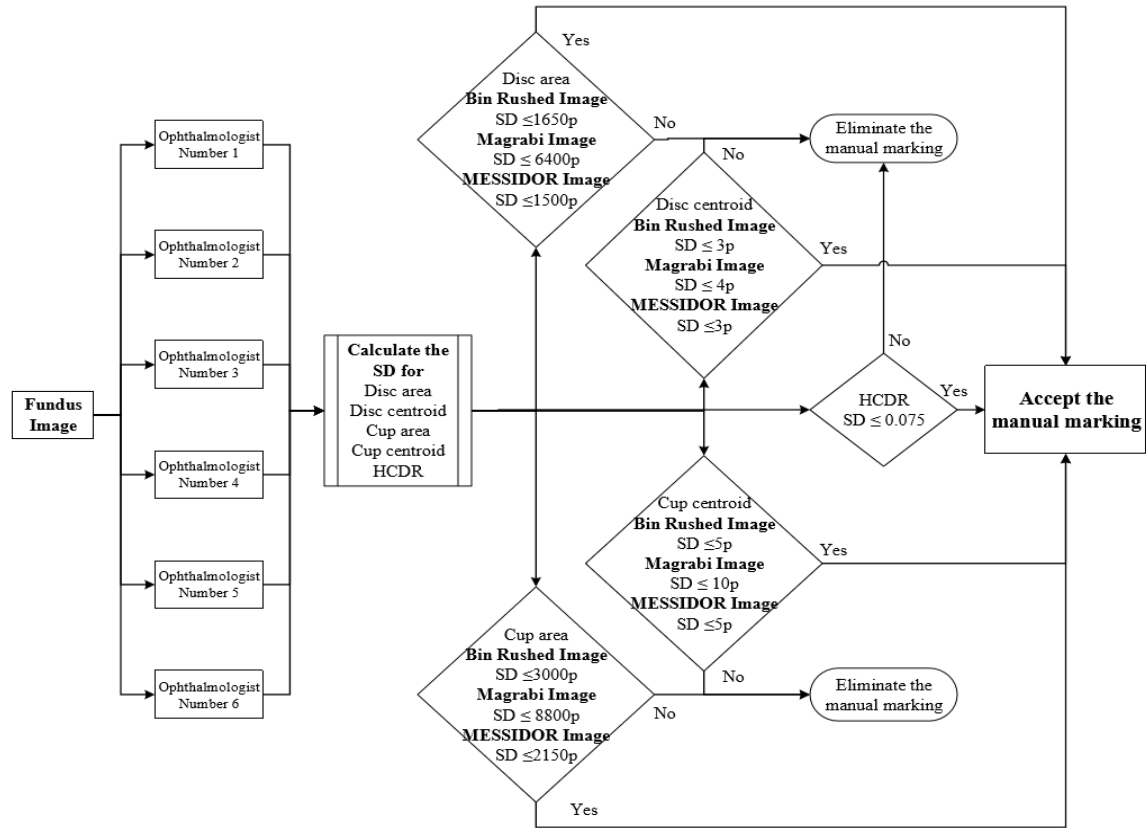 Fundus
Image
Ophthalmologist
Number 1
Ophthalmologist
Number 2
Ophthalmologist
Number 3
Ophthalmologist
Number 4
Ophthalmologist
Number 5
Ophthalmologist
Number 6
Calculate the
SD for
Disc area
Disc centroid
Cup area
Cup centroid
HCDR
Disc area
Bin Rushed Image
SD ≤1650p
Magrabi Image
SD ≤ 6400p
MESSIDOR Image
SD ≤1500p
Yes
No
Disc centroid
Bin Rushed Image
SD ≤ 3p
Magrabi Image
SD ≤ 4p
MESSIDOR Image
SD ≤3p
No
Yes
Eliminate the
manual marking
HCDR
SD ≤ 0.075
No
Yes
Accept the
manual marking
Cup centroid
Bin Rushed Image
SD ≤5p
Magrabi Image
SD ≤ 10p
MESSIDOR Image
SD ≤5p
Yes
No
Cup area
Bin Rushed Image
SD ≤3000p
Magrabi Image
SD ≤ 8800p
MESSIDOR Image
SD ≤2150p
No
Yes
Eliminate the
manual marking